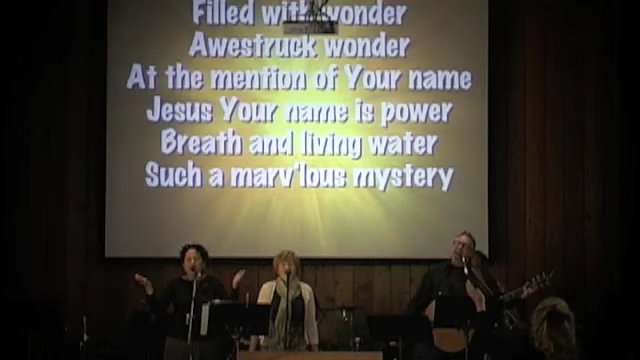 Filled with wonder
Awestruck wonder
At the mention of Your name
Jesus Your name is power
Breath and living water
Such a marv'lous mystery